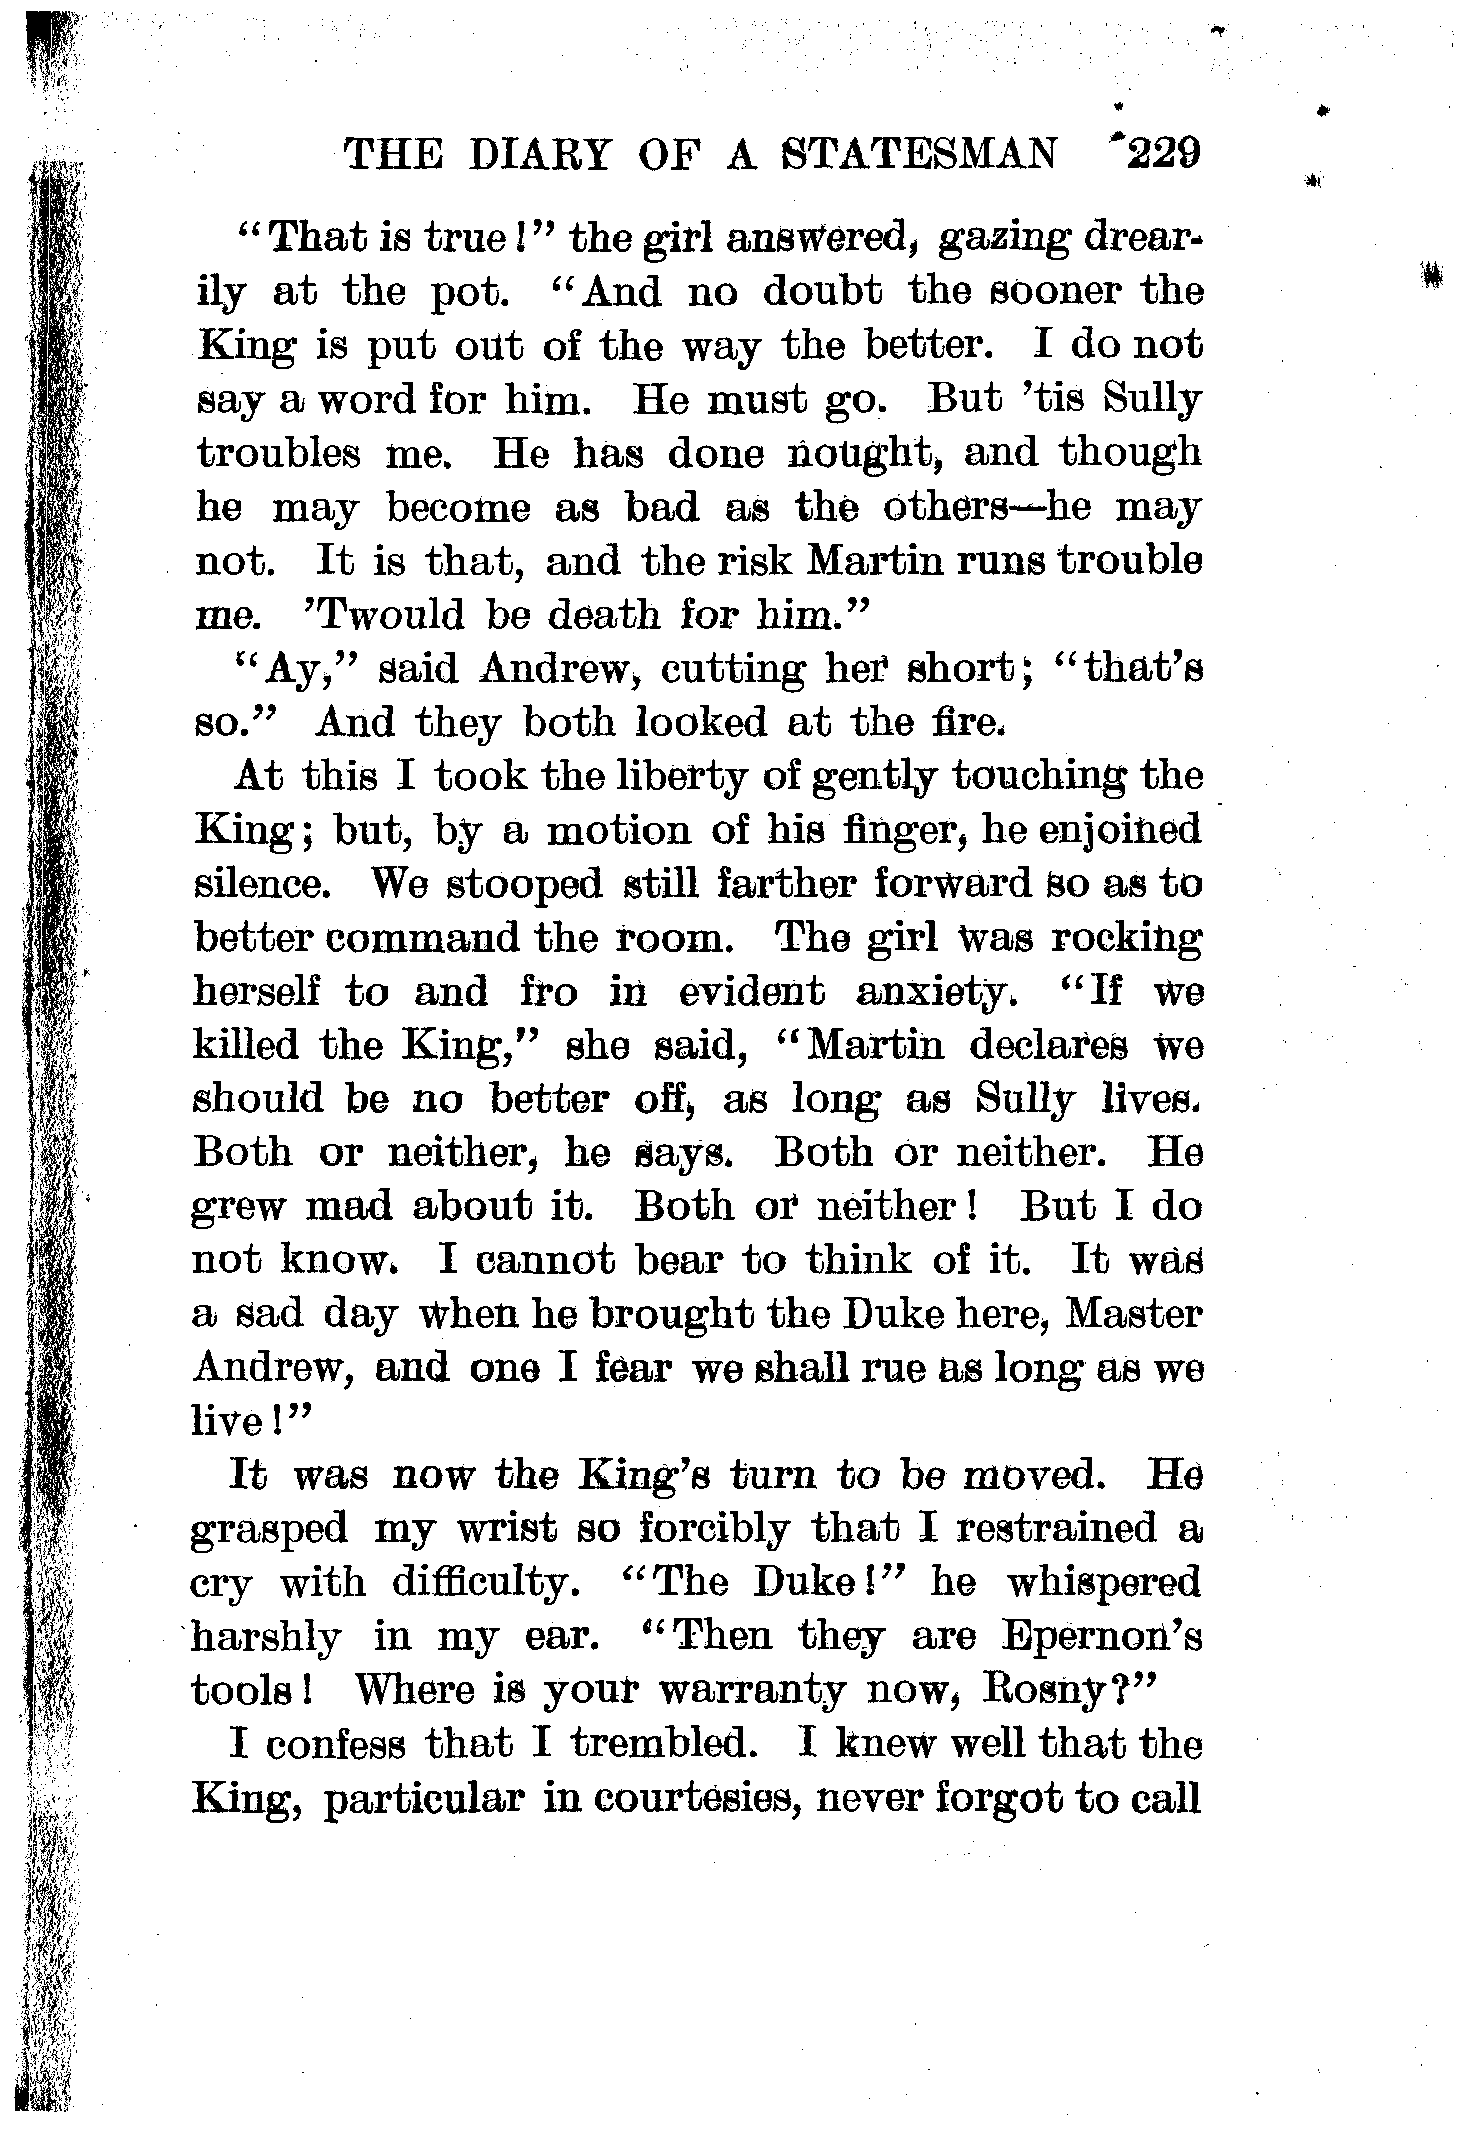 THE DIARY OF A STATESMAN 229
"That is true!" the girl answered, gazing drear-
ily at the pot. "And no doubt the sooner the
King is put out of the way the better. I do not
say a word for him. He must go. But 'tis Sully
troubles me. He has done nought, and though
he may become as bad as the others—he may
not. It is that, and the risk Martin runs trouble
me. 'Twould be death for him."
"Ay," said Andrew, cutting her short; "that's
so." And they both looked at the fire.
At this I took the liberty of gently touching the
King; but, by a motion of his finger, he enjoined
silence. We stooped still farther forward so as to
better command the room. The girl was rocking
herself to and fro in evident anxiety. "If we
killed the King," she said, "Martin declares we
should be no better off, as long as Sully lives.
Both or neither, he says. Both or neither. He
grew mad about it. Both or neither! But I do
not know. I cannot bear to think of it. It was
a sad day when he brought the Duke here, Master
Andrew, and one I fear we shall rue as long as we
live!"
It was now the King's turn to be moved. He
grasped my wrist so forcibly that I restrained a
cry with difficulty. "The Duke!" he whispered
harshly in my ear. "Then they are Epernon's
tools! Where is your warranty now, Rosny?"
I confess that I trembled. I knew well that the
King, particular in courtesies, never forgot to call